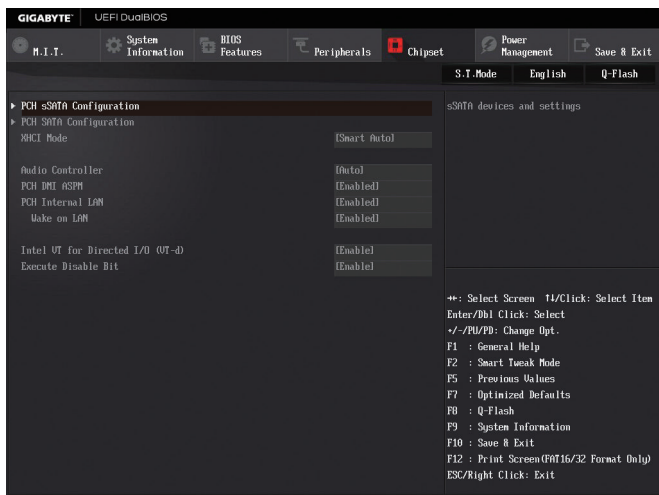 GIGABYTE™ UEFI DualBIOS
M.I.T.
System Information
BIOS Features
Peripherals
Chipset
Power Management
Save & Exit
S.T.Mode English Q-Flash
PCH sSATA Configuration
PCH SATA Configuration
XHCI Mode [Smart Auto]
Audio Controller [Auto]
PCH DMI ASPM [Enabled]
PCH Internal LAN [Enabled]
Wake on LAN [Enabled]
Intel VT for Directed I/O (VT-d) [Enable]
Execute Disable Bit [Enable]
sSATA devices and settings
→←: Select Screen ↑↓/Click: Select Item
Enter/Dbl Click: Select
+/-/PU/PD: Change Opt.
F1 : General Help
F2 : Smart Tweak Mode
F5 : Previous Values
F7 : Optimized Defaults
F8 : Q-Flash
F9 : System Information
F10 : Save & Exit
F12 : Print Screen(FAT16/32 Format Only)
ESC/Right Click: Exit